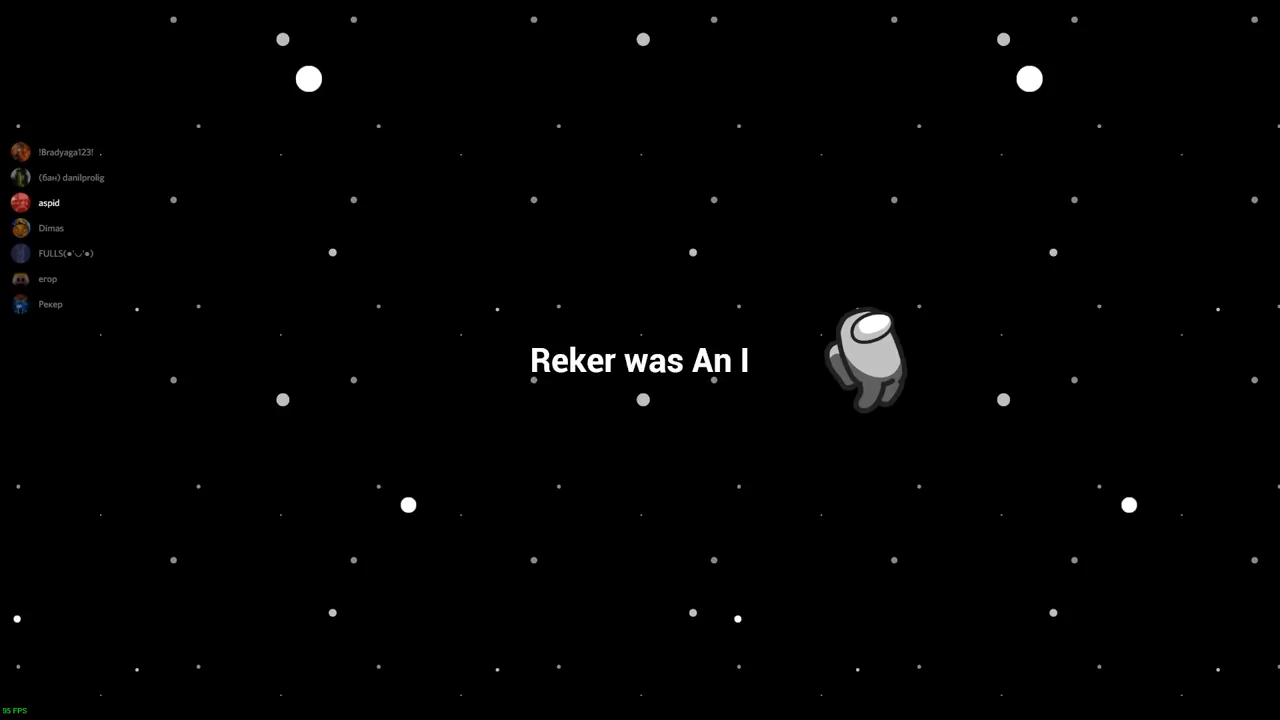 !Bradyaga123!
(бан) danilprolig
aspid
Dimas
FULLS(●'◡'●)
егор
Рекер
Reker was An I
95 FPS